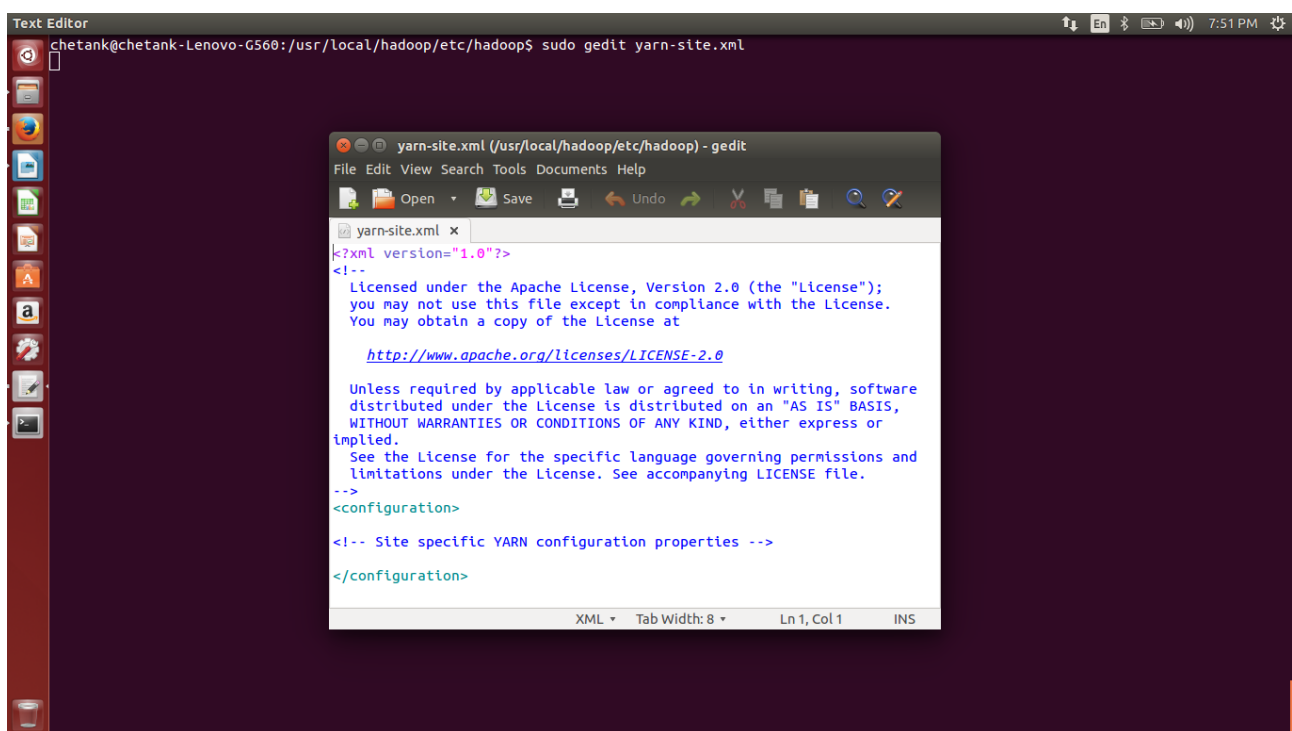 Text Editor
En
7:51 PM
chetank@chetank-Lenovo-G560:/usr/local/hadoop/etc/hadoop$ sudo gedit yarn-site.xml
yarn-site.xml (/usr/local/hadoop/etc/hadoop) - gedit
File Edit View Search Tools Documents Help
Open Save Undo
yarn-site.xml
<?xml version="1.0"?>
<!--
  Licensed under the Apache License, Version 2.0 (the "License");
  you may not use this file except in compliance with the License.
  You may obtain a copy of the License at

    http://www.apache.org/licenses/LICENSE-2.0

  Unless required by applicable law or agreed to in writing, software
  distributed under the License is distributed on an "AS IS" BASIS,
  WITHOUT WARRANTIES OR CONDITIONS OF ANY KIND, either express or
implied.
  See the License for the specific language governing permissions and
  limitations under the License. See accompanying LICENSE file.
-->
<configuration>

<!-- Site specific YARN configuration properties -->

</configuration>
XML Tab Width: 8 Ln 1, Col 1 INS